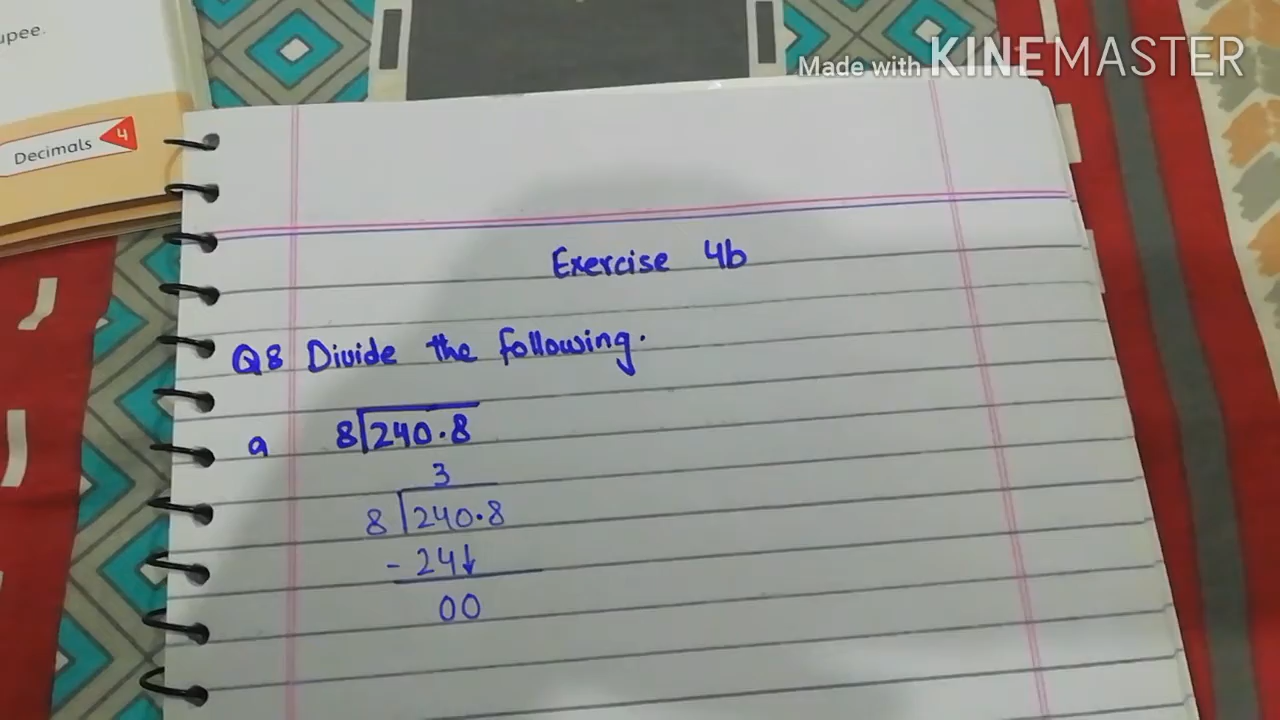 Made with KINEMASTER
upee.
Decimals 4
Exercise 4b
Q8 Divide the following.
a 8⟌240.8
3
8⟌240.8
- 24↓
00